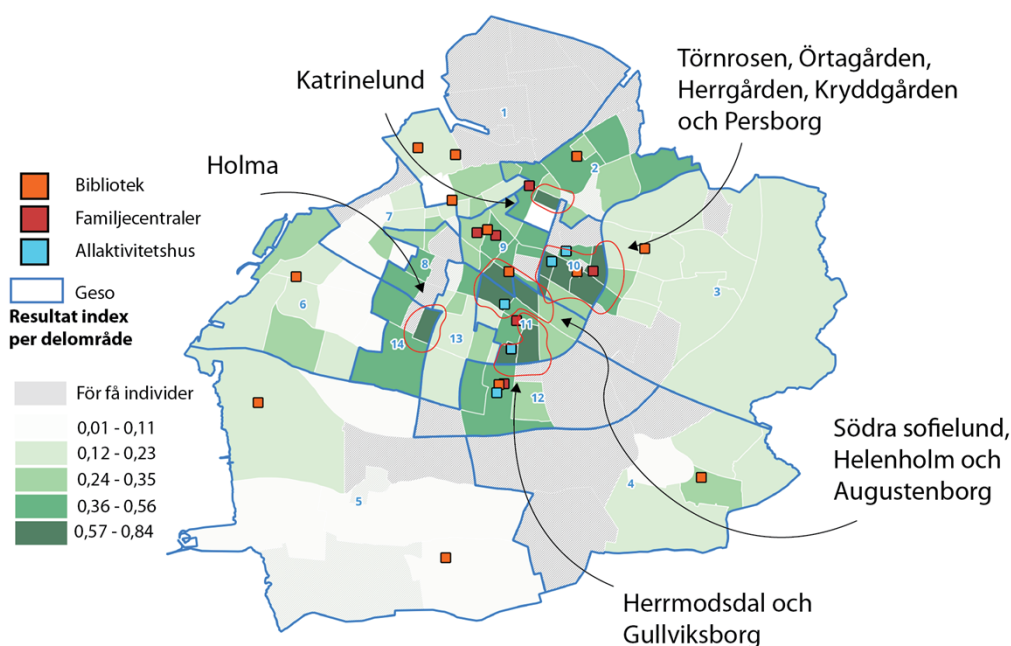 Katrinelund
Törnrosen, Örtagården,
Herrgården, Kryddgården
och Persborg
Holma
Bibliotek
Familjecentraler
Allaktivitetshus
Geso
Resultat index
per delområde
För få individer
0,01 - 0,11
0,12 - 0,23
0,24 - 0,35
0,36 - 0,56
0,57 - 0,84
1
2
7
9
8
10
3
6
11
14
13
12
4
5
Södra sofielund,
Helenholm och
Augustenborg
Herrmodsdal och
Gullviksborg